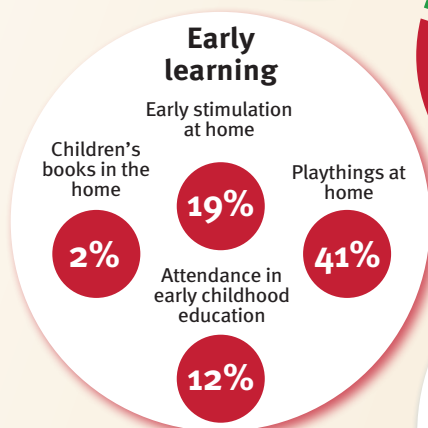 Early
learning
Early stimulation
at home
19%
Children’s
books in the
home
2%
Playthings at
home
41%
Attendance in
early childhood
education
12%